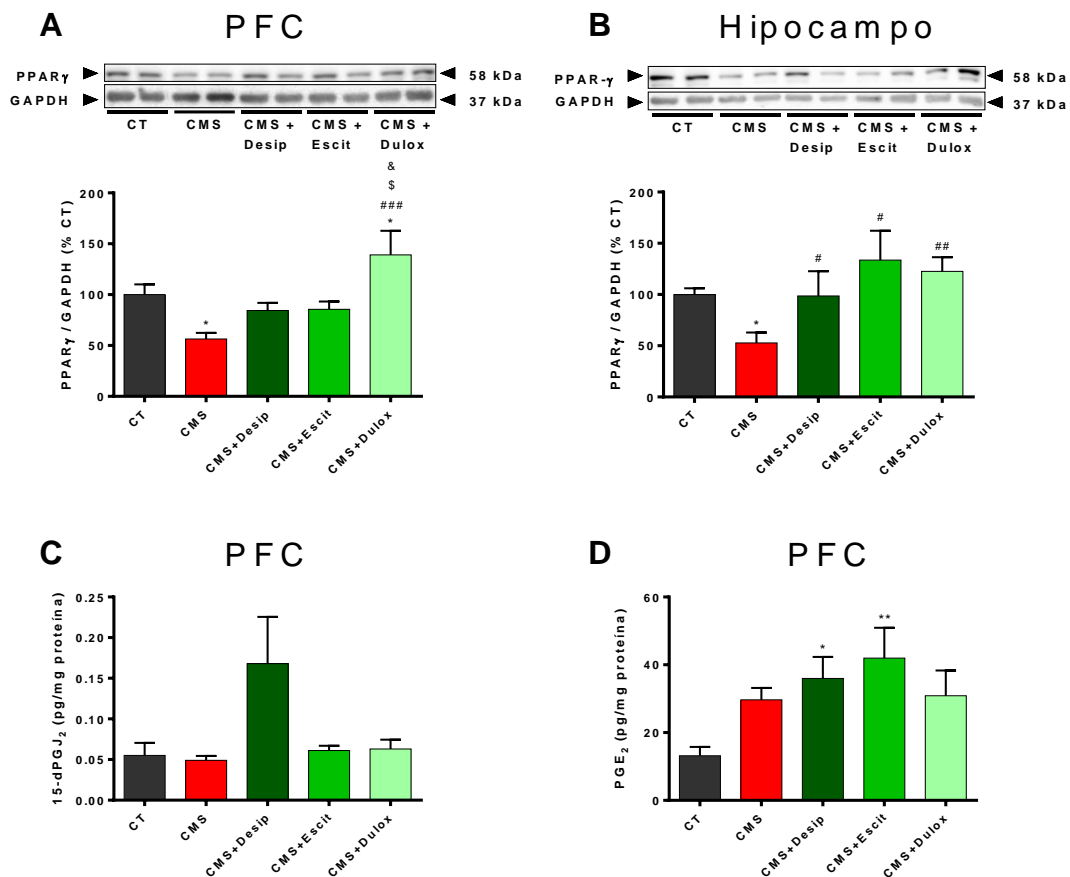 A
PFC
PPARγ
58 kDa
GAPDH
37 kDa
CT
CMS
CMS +
Desip
CMS +
Escit
CMS +
Dulox
&
$
###
*
*
PPARγ / GAPDH (% CT)
200
150
100
50
0
CT
CMS
CMS+Desip
CMS+Escit
CMS+Dulox
B
Hipocampo
PPAR-γ
58 kDa
GAPDH
37 kDa
CT
CMS
CMS +
Desip
CMS +
Escit
CMS +
Dulox
*
#
#
##
PPARγ / GAPDH (% CT)
200
150
100
50
0
CT
CMS
CMS+Desip
CMS+Escit
CMS+Dulox
C
PFC
15-dPGJ₂ (pg/mg proteína)
0.25
0.20
0.15
0.10
0.05
0.00
CT
CMS
CMS+Desip
CMS+Escit
CMS+Dulox
D
PFC
*
**
PGE₂ (pg/mg proteína)
60
40
20
0
CT
CMS
CMS+Desip
CMS+Escit
CMS+Dulox